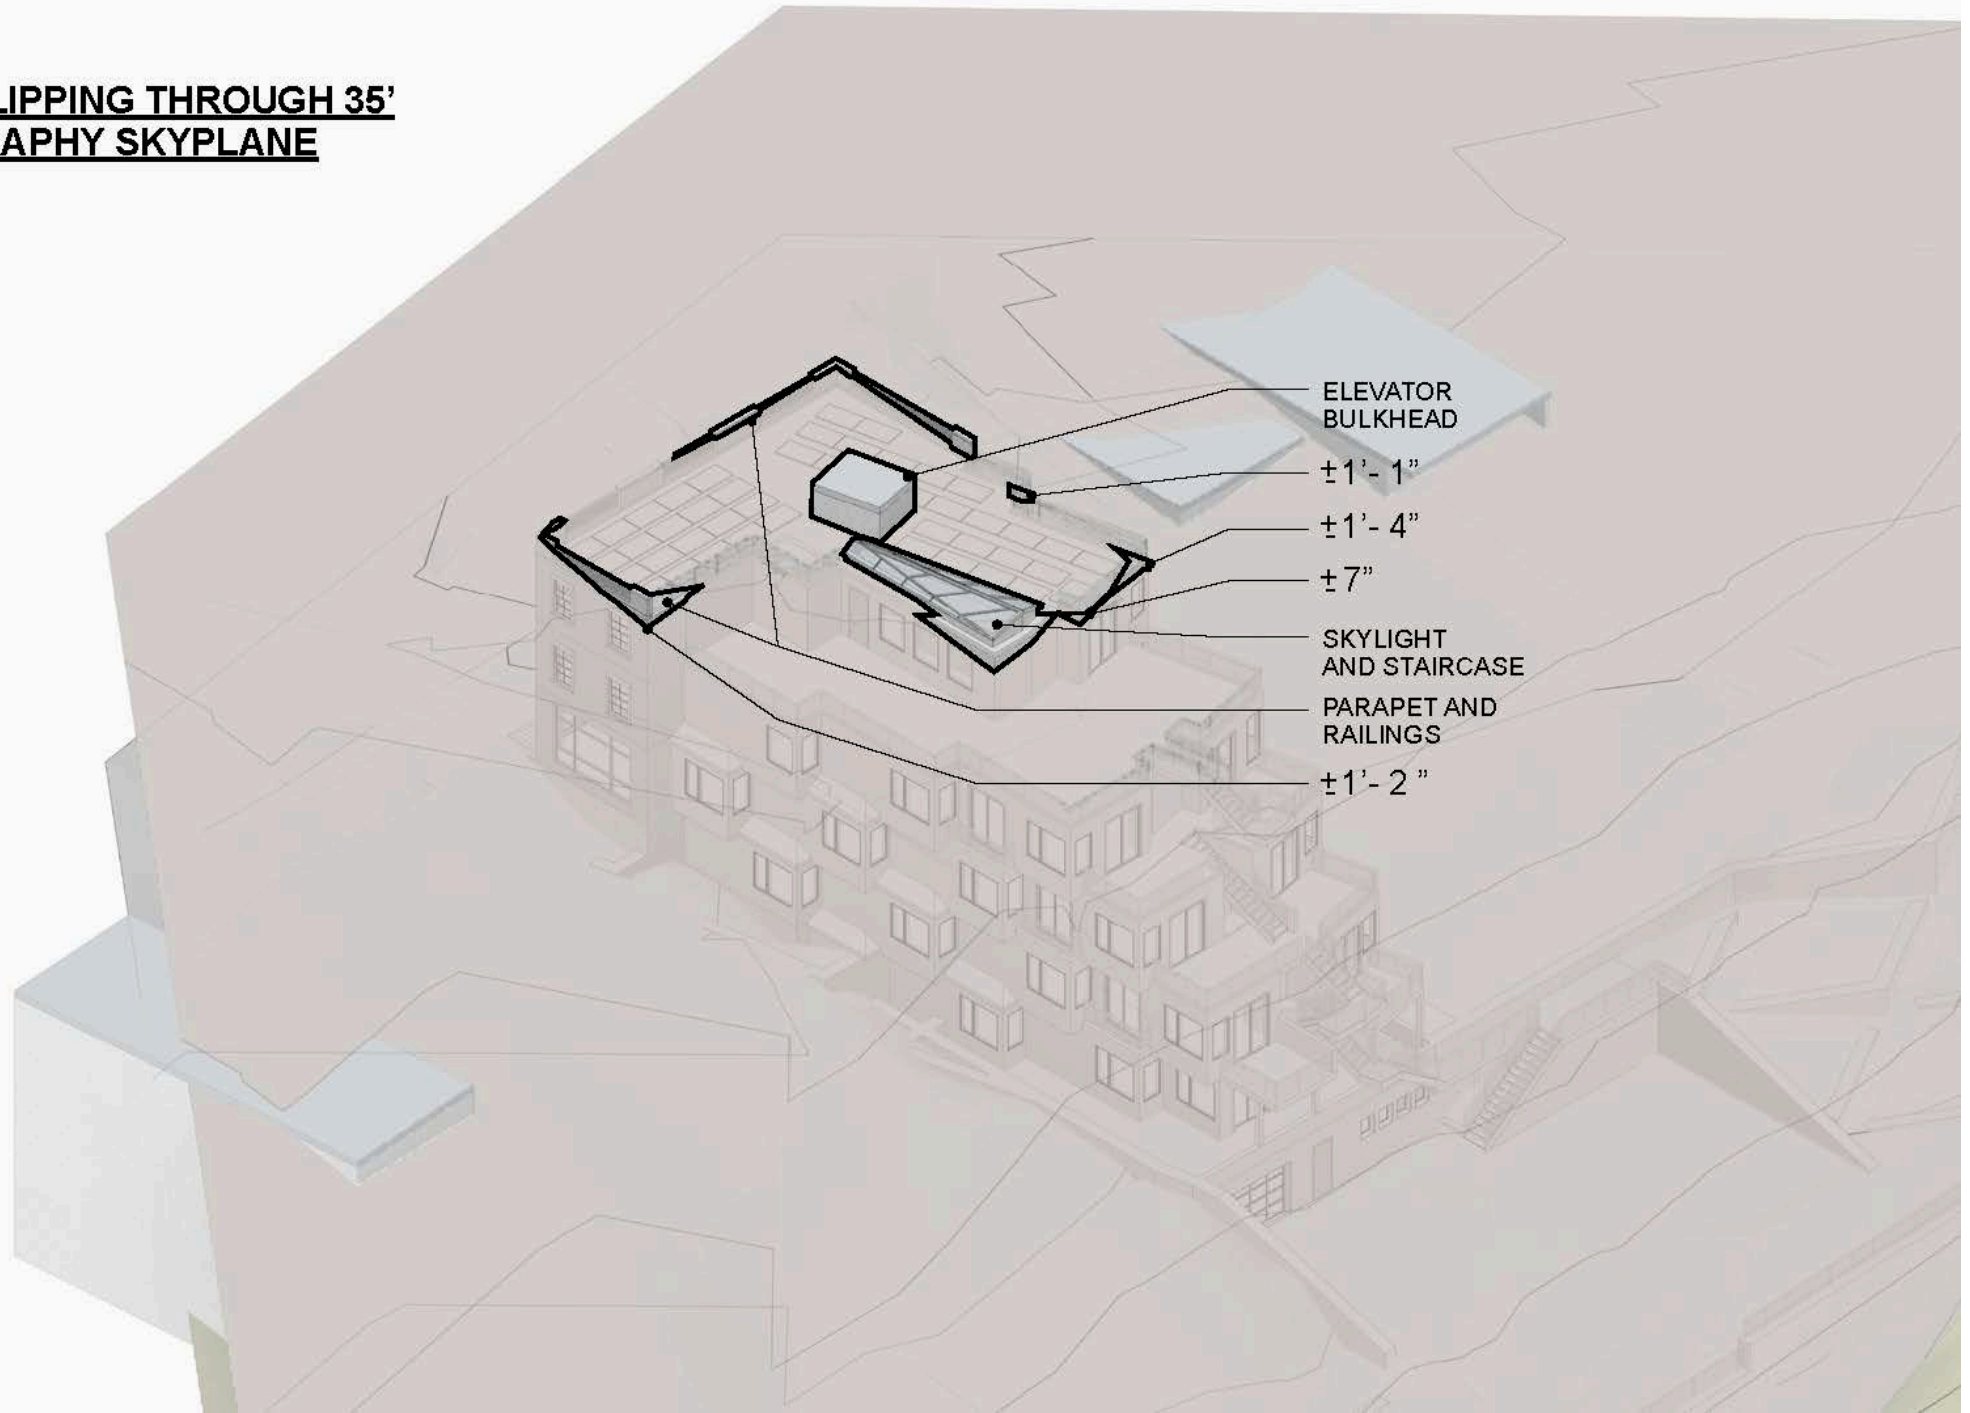 LIPPING THROUGH 35’
APHY SKYPLANE
ELEVATOR
BULKHEAD
±1’- 1”
±1’- 4”
±7”
SKYLIGHT
AND STAIRCASE
PARAPET AND
RAILINGS
±1’- 2 ”